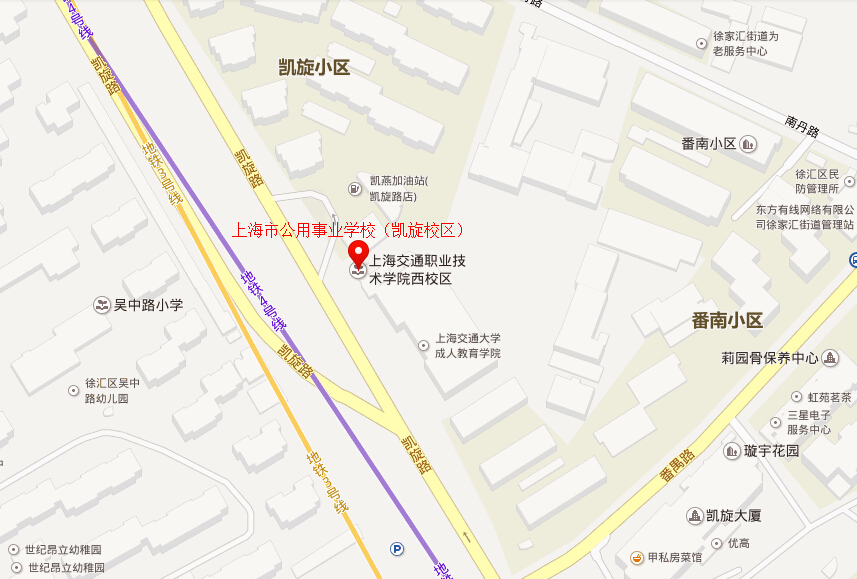 地铁4号线
丹路
徐家汇街道为
老服务中心
凯旋小区
凯旋路
南丹路
番南小区
地铁3号线
凯旋路
徐汇区民
防管理所
凯燕加油站(
凯旋路店)
东方有线网络有限公
司徐家汇街道管理站
上海市公用事业学校（凯旋校区）
上海交通职业技
术学院西校区
地铁4号线
吴中路小学
番南小区
上海交通大学
成人教育学院
凯旋路
莉园骨保养中心
徐汇区吴中
路幼儿园
虹苑茗茶
三星电子
服务中心
凯旋路
璇宇花园
番禺路
地铁3号线
凯旋大厦
P
世纪昂立幼稚园
优高
甲私房菜馆
世纪昂立幼稚园
地